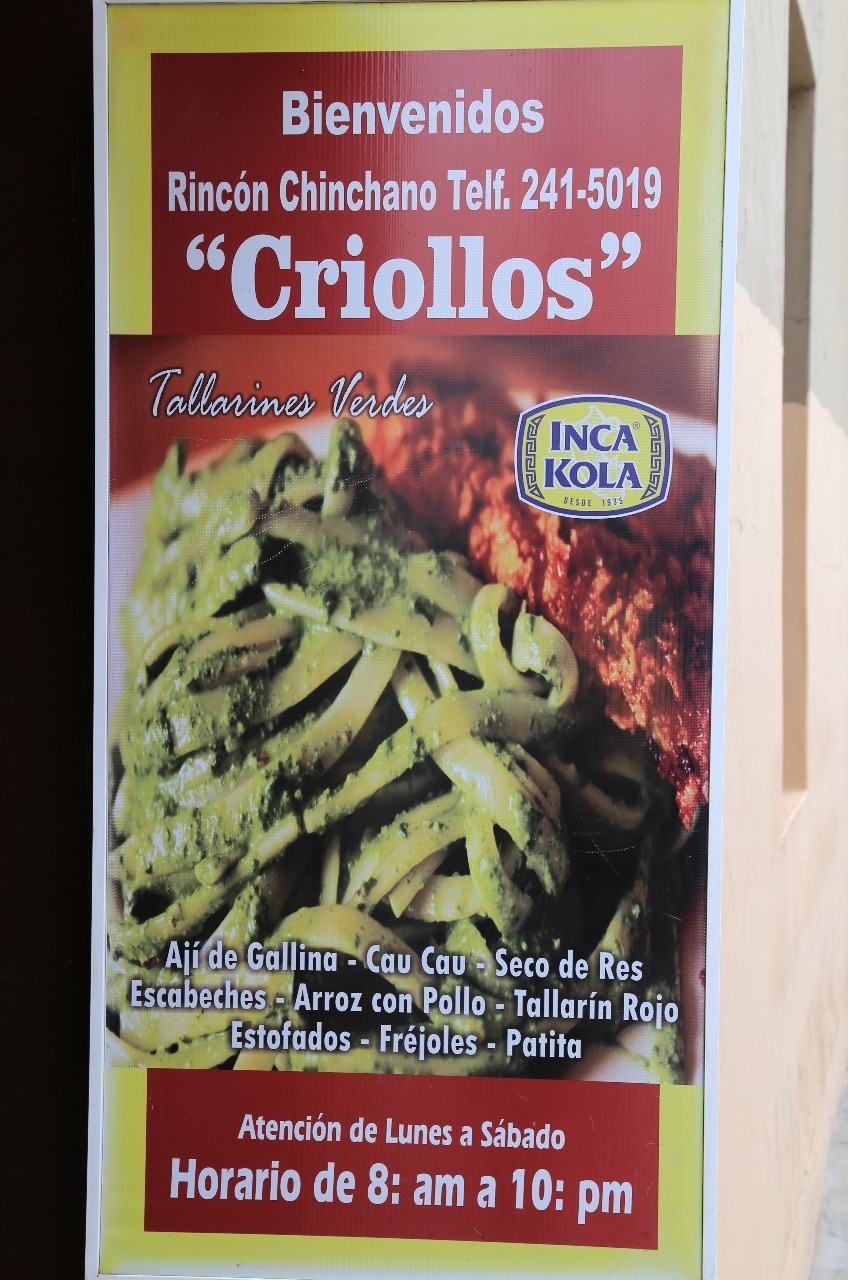 Bienvenidos
Rincón Chinchano Telf. 241-5019
“Criollos”
Tallarines Verdes
INCA
KOLA®
DESDE 1935
Ají de Gallina - Cau Cau - Seco de Res
Escabeches - Arroz con Pollo - Tallarín Rojo
Estofados - Fréjoles - Patita
Atención de Lunes a Sábado
Horario de 8: am a 10: pm